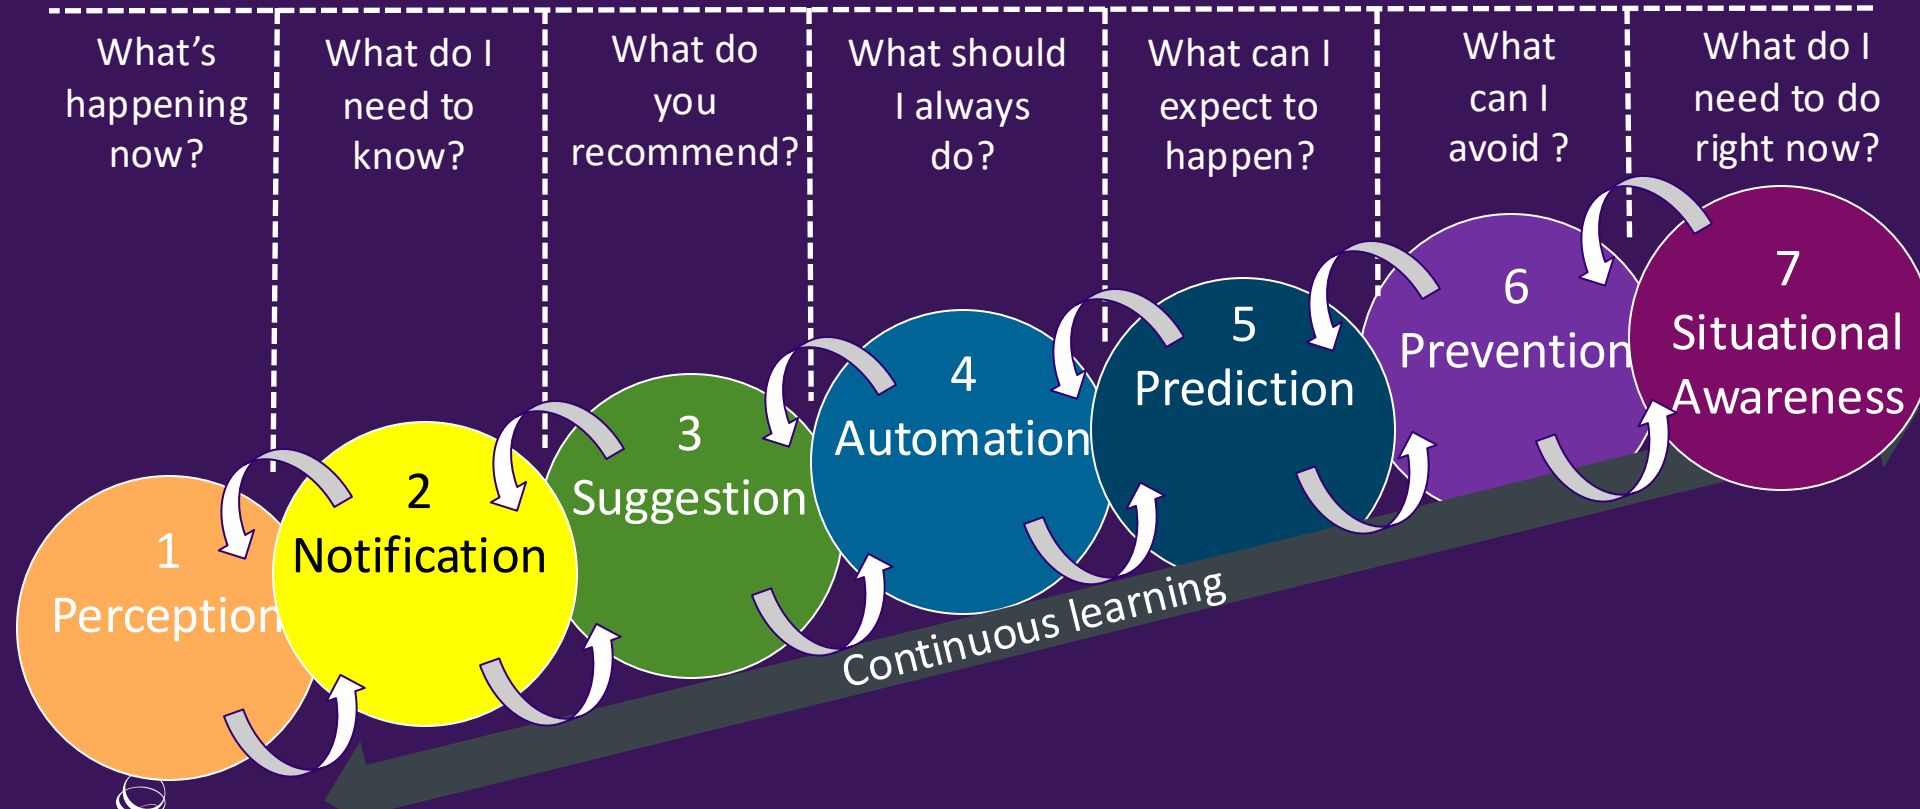 What's
happening
now?
What do I
need to
know?
What do
you
recommend?
What should
I always
do?
What can I
expect to
happen?
What
can I
avoid ?
What do I
need to do
right now?
1
Perception
2
Notification
3
Suggestion
4
Automation
5
Prediction
6
Prevention
7
Situational
Awareness
Continuous learning